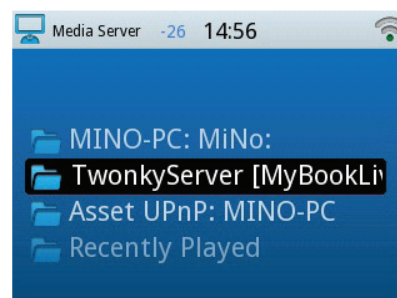 Media Server -26 14:56
MINO-PC: MiNo:
TwonkyServer [MyBookLiv
Asset UPnP: MINO-PC
Recently Played